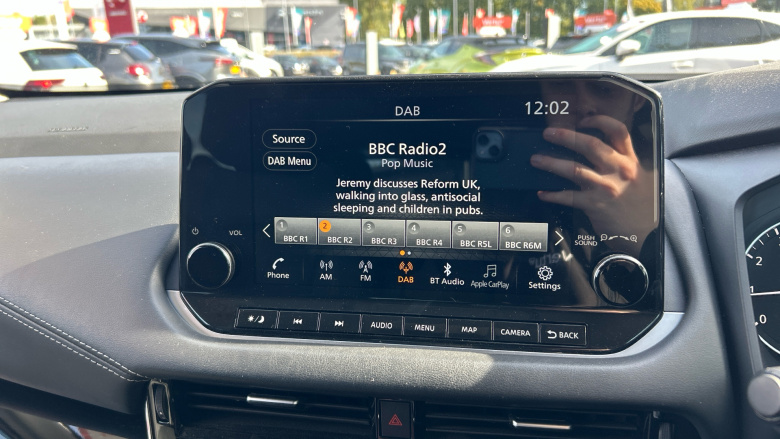 DAB
12:02
Source
DAB Menu
BBC Radio2
Pop Music
Jeremy discusses Reform UK,
walking into glass, antisocial
sleeping and children in pubs.
1 2 3 4 5 6
BBC R1 BBC R2 BBC R3 BBC R4 BBC R5L BBC R6M
VOL
PUSH
SOUND
Phone AM FM DAB BT Audio Apple CarPlay Settings
AUDIO MENU MAP CAMERA BACK
2
0